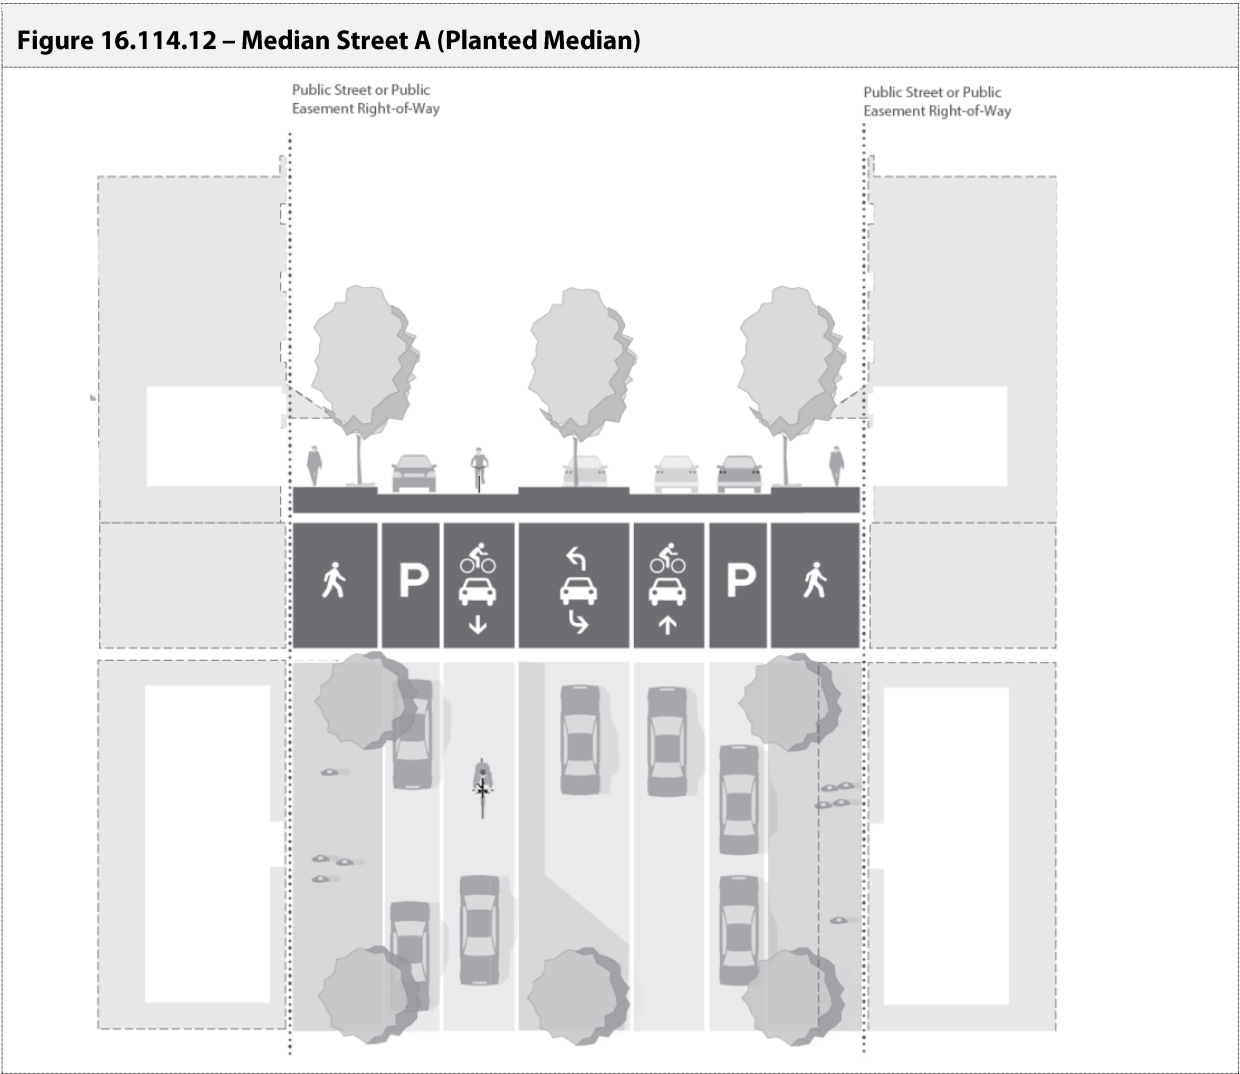 Figure 16.114.12 – Median Street A (Planted Median)
Public Street or Public
Easement Right-of-Way
Public Street or Public
Easement Right-of-Way
P
P